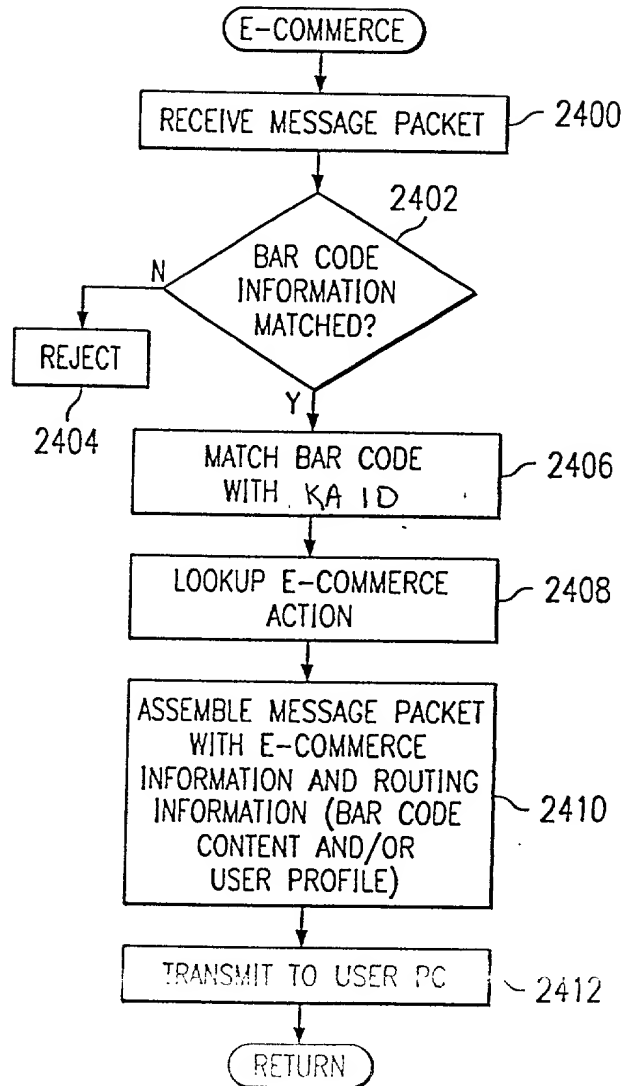 E-COMMERCE
RECEIVE MESSAGE PACKET
2400
2402
BAR CODE
INFORMATION
MATCHED?
N
REJECT
2404
Y
MATCH BAR CODE
WITH KA ID
2406
LOOKUP E-COMMERCE
ACTION
2408
ASSEMBLE MESSAGE PACKET
WITH E-COMMERCE
INFORMATION AND ROUTING
INFORMATION (BAR CODE
CONTENT AND/OR
USER PROFILE)
2410
TRANSMIT TO USER PC
2412
RETURN